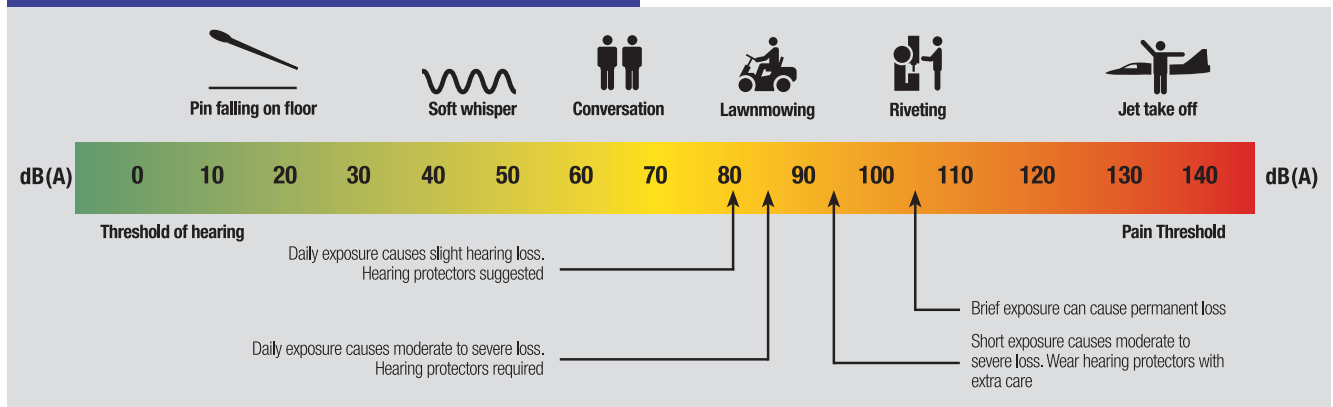 Pin falling on floor
Soft whisper
Conversation
Lawnmowing
Riveting
Jet take off
dB(A) 0 10 20 30 40 50 60 70 80 90 100 110 120 130 140 dB(A)
Threshold of hearing
Pain Threshold
Daily exposure causes slight hearing loss.
Hearing protectors suggested
Daily exposure causes moderate to severe loss.
Hearing protectors required
Brief exposure can cause permanent loss
Short exposure causes moderate to
severe loss. Wear hearing protectors with
extra care